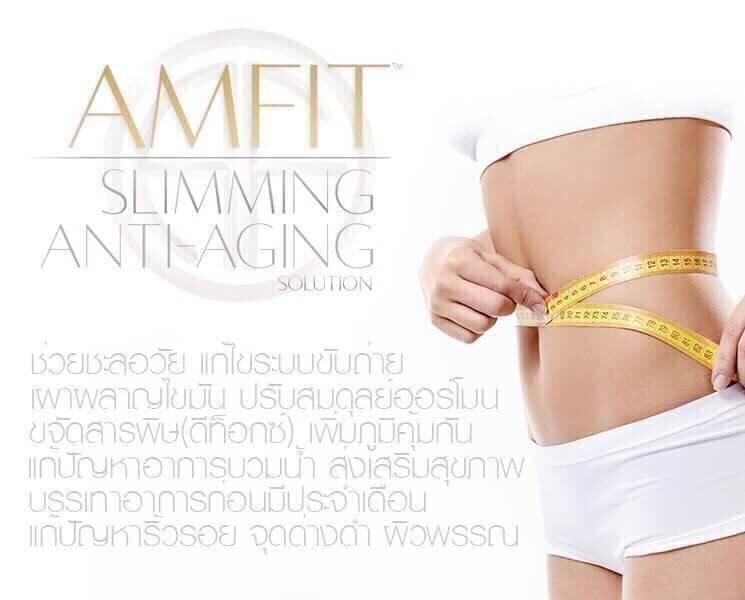 AMFIT™
SLIMMING
ANTI-AGING
SOLUTION
ช่วยชะลอวัย แก้ไขระบบขับถ่าย
เผาผลาญไขมัน ปรับสมดุลย์ฮอร์โมน
ขจัดสารพิษ(ดีท็อกซ์) เพิ่มภูมิคุ้มกัน
แก้ปัญหาอาการบวมน้ำ ส่งเสริมสุขภาพ
บรรเทาอาการก่อนมีประจำเดือน
แก้ปัญหาริ้วรอย จุดด่างดำ ผิวพรรณ